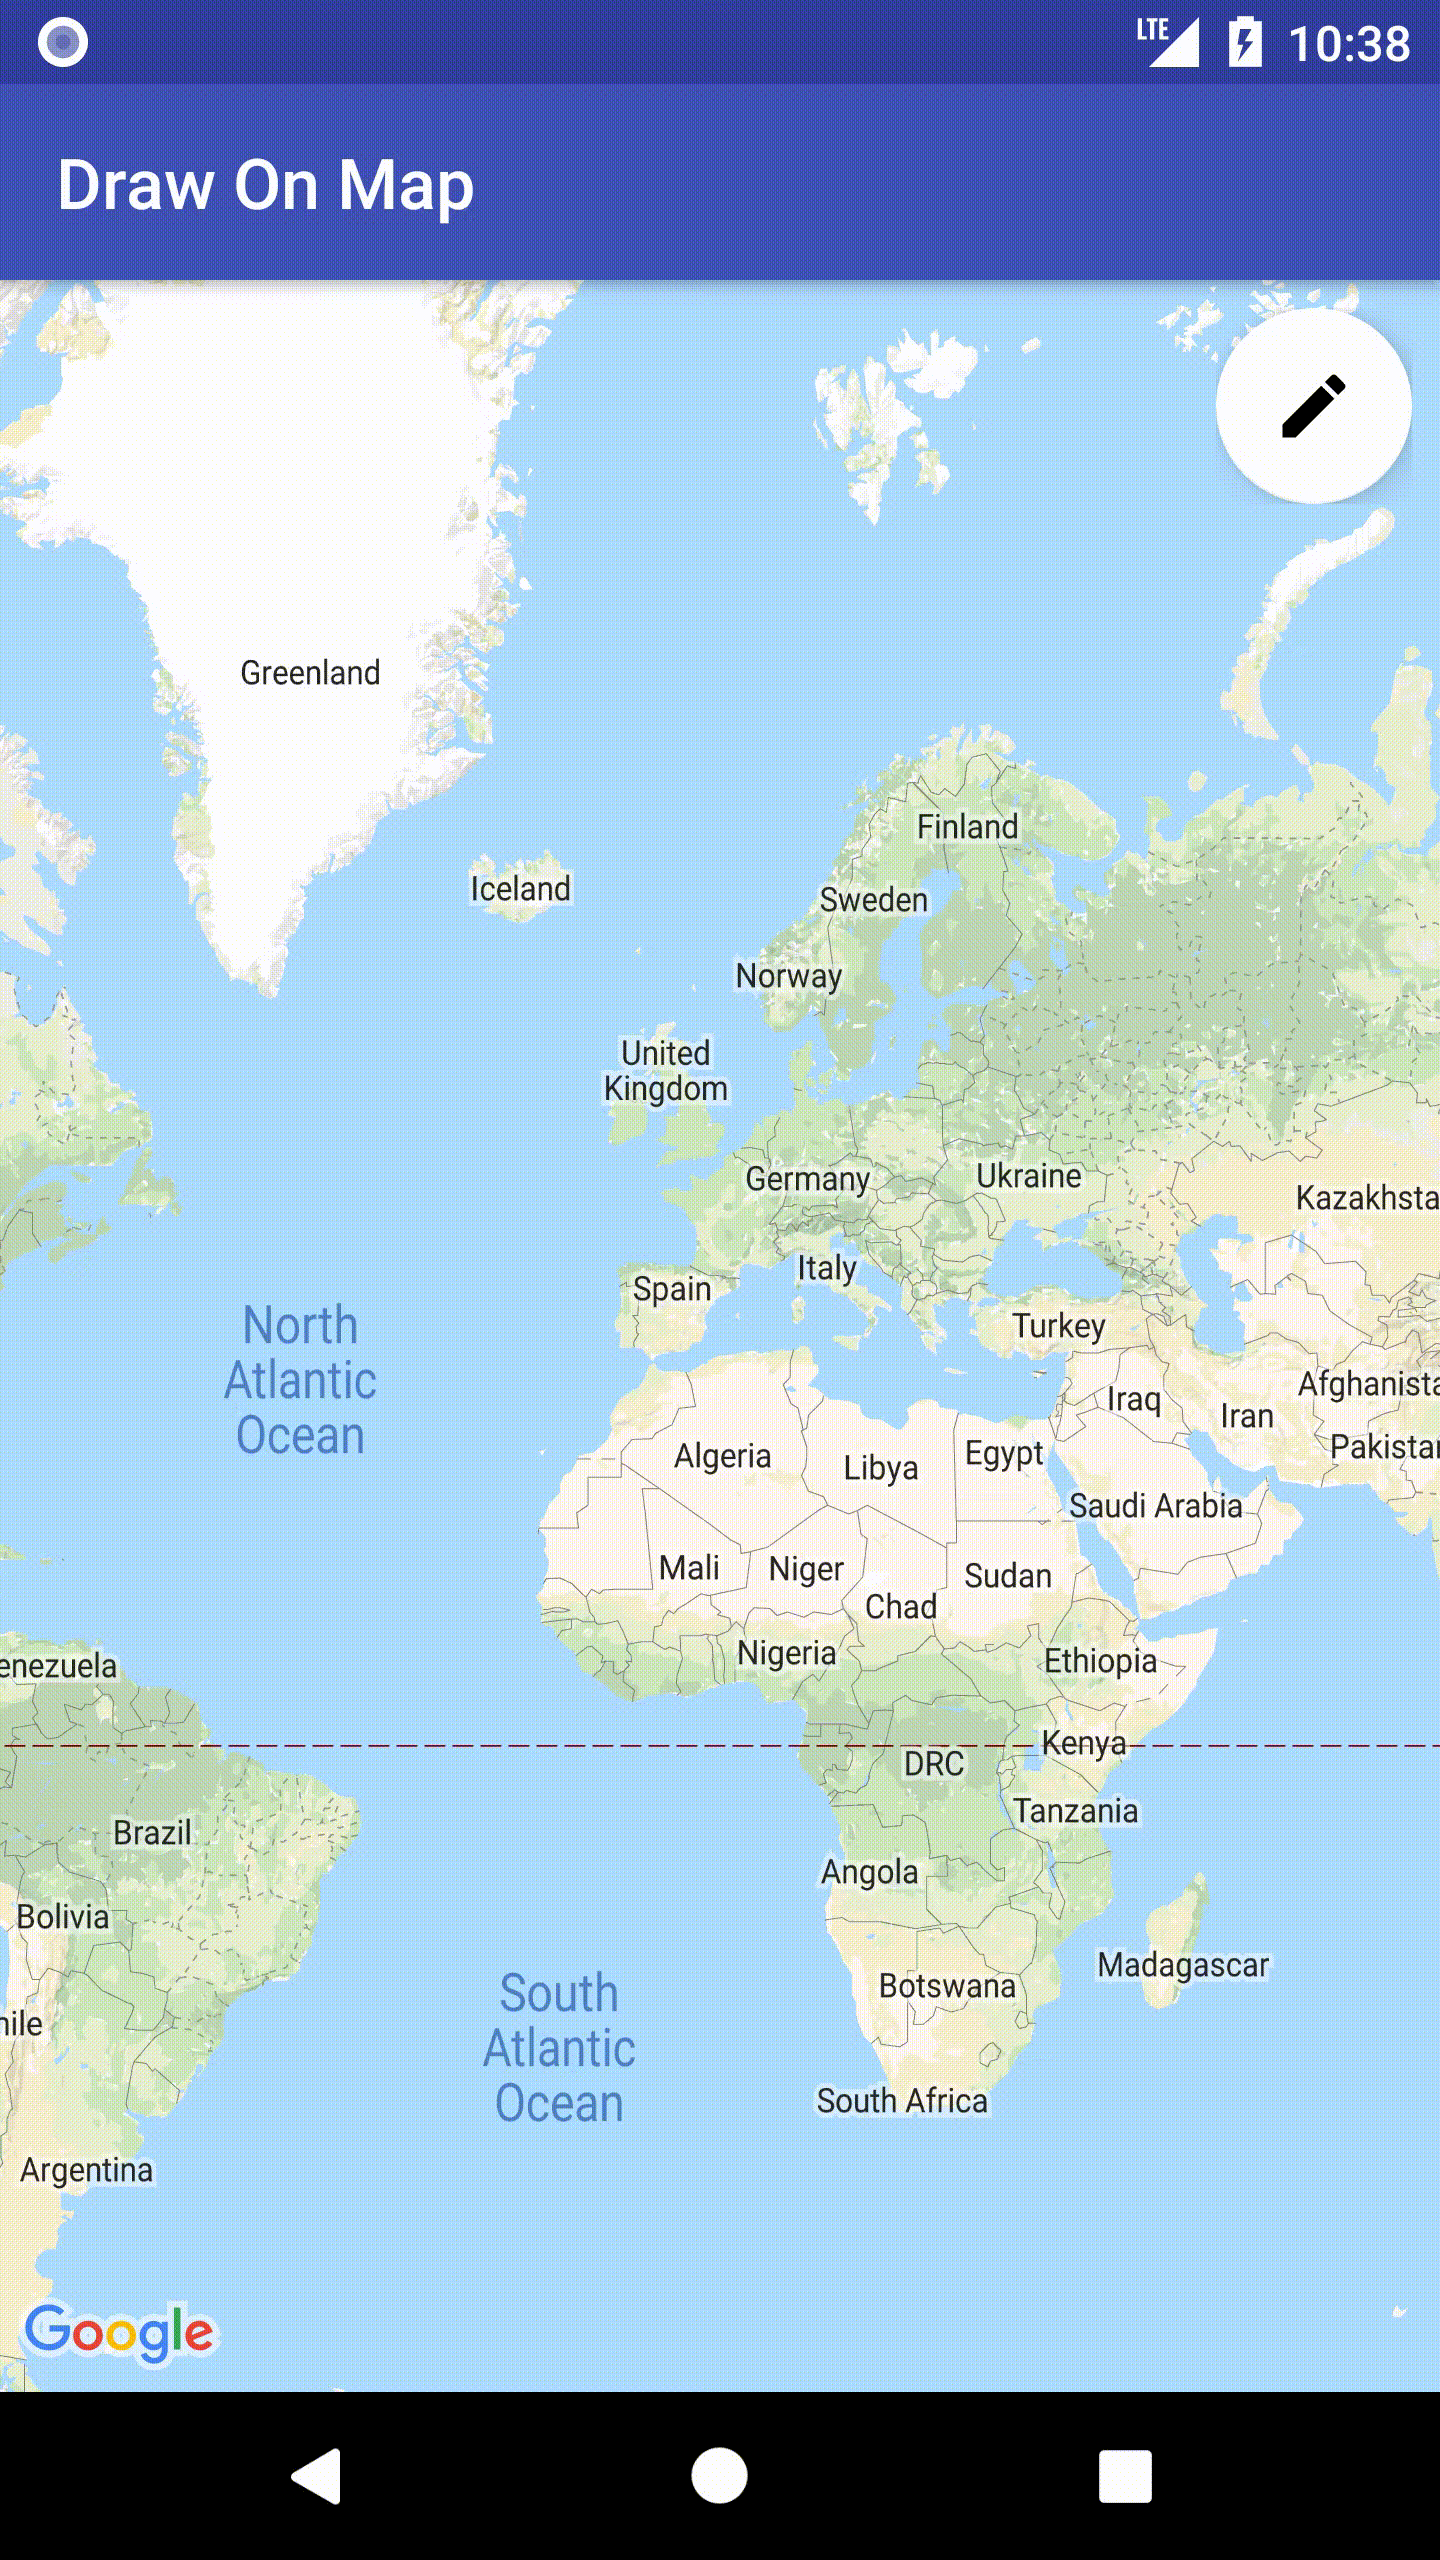 LTE 10:38
Draw On Map
Greenland
Finland
Iceland
Sweden
Norway
United
Kingdom
Germany
Ukraine
Kazakhsta
Italy
Spain
Turkey
North
Atlantic
Ocean
Afghanista
Iraq
Iran
Pakistan
Algeria
Libya
Egypt
Saudi Arabia
Mali
Niger
Sudan
Chad
Nigeria
Ethiopia
enezuela
Kenya
DRC
Tanzania
Brazil
Angola
Bolivia
Madagascar
Botswana
South
Atlantic
Ocean
hile
South Africa
Argentina
Google